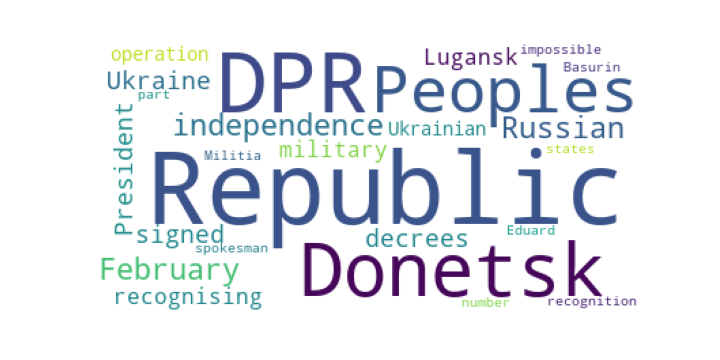 operation
Lugansk
impossible
Ukraine
DPR
Peoples
Basurin
part
President
independence
Ukrainian
Russian
Militia
military
states
Republic
signed
spokesman
decrees
Eduard
February
Donetsk
recognising
number
recognition